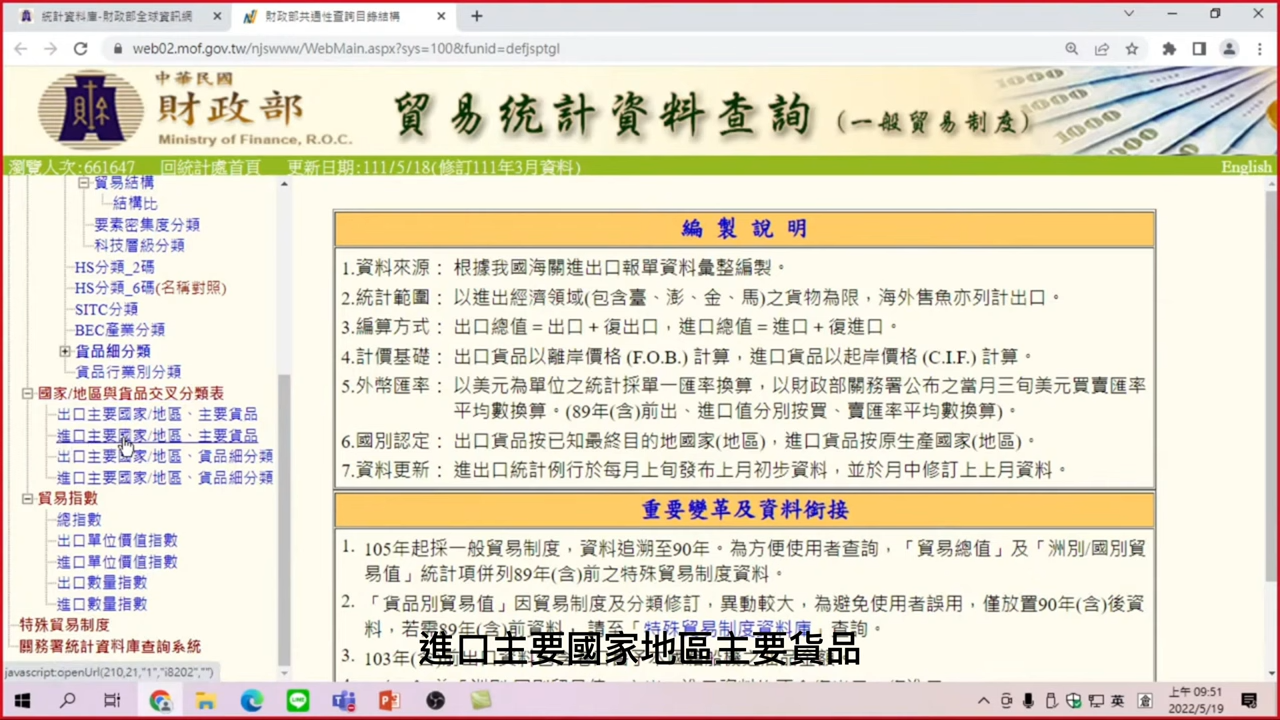 統計資料庫-財政部全球資訊網
財政部共通性查詢目錄結構
web02.mof.gov.tw/njswww/WebMain.aspx?sys=100&funid=defjsptgl
中華民國
財政部
Ministry of Finance, R.O.C.
貿易統計資料查詢 (一般貿易制度)
瀏覽人次:661647 回統計處首頁 更新日期:111/5/18(修訂111年3月資料) English
貿易結構
結構比
要素密集度分類
科技層級分類
HS分類_2碼
HS分類_6碼(名稱對照)
SITC分類
BEC產業分類
貨品細分類
貨品行業別分類
國家/地區與貨品交叉分類表
出口主要國家/地區、主要貨品
進口主要國家/地區、主要貨品
出口主要國家/地區、貨品細分類
進口主要國家/地區、貨品細分類
貿易指數
總指數
出口單位價值指數
進口單位價值指數
出口數量指數
進口數量指數
特殊貿易制度
關務署統計資料庫查詢系統
javascript:openUrl(210,21,"1","i8202","")
編 製 說 明
1.資料來源： 根據我國海關進出口報單資料彙整編製。
2.統計範圍： 以進出經濟領域(包含臺、澎、金、馬)之貨物為限，海外售魚亦列計出口。
3.編算方式： 出口總值＝出口＋復出口，進口總值＝進口＋復進口。
4.計價基礎： 出口貨品以離岸價格 (F.O.B.) 計算，進口貨品以起岸價格 (C.I.F.) 計算。
5.外幣匯率： 以美元為單位之統計採單一匯率換算，以財政部關務署公布之當月三旬美元買賣匯率
平均數換算。(89年(含)前出、進口值分別按買、賣匯率平均數換算)。
6.國別認定： 出口貨品按已知最終目的地國家(地區)，進口貨品按原生產國家(地區)。
7.資料更新： 進出口統計例行於每月上旬發布上月初步資料，並於月中修訂上上月資料。
重要變革及資料銜接
1. 105年起採一般貿易制度，資料追溯至90年。為方便使用者查詢，「貿易總值」及「洲別/國別貿
易值」統計項併列89年(含)前之特殊貿易制度資料。
2. 「貨品別貿易值」因貿易制度及分類修訂，異動較大，為避免使用者誤用，僅放置90年(含)後資
料，若需89年(含)前資料，請至「特殊貿易制度資料庫」查詢。
3. 103年(
進口主要國家地區主要貨品
英
上午 09:51
2022/5/19